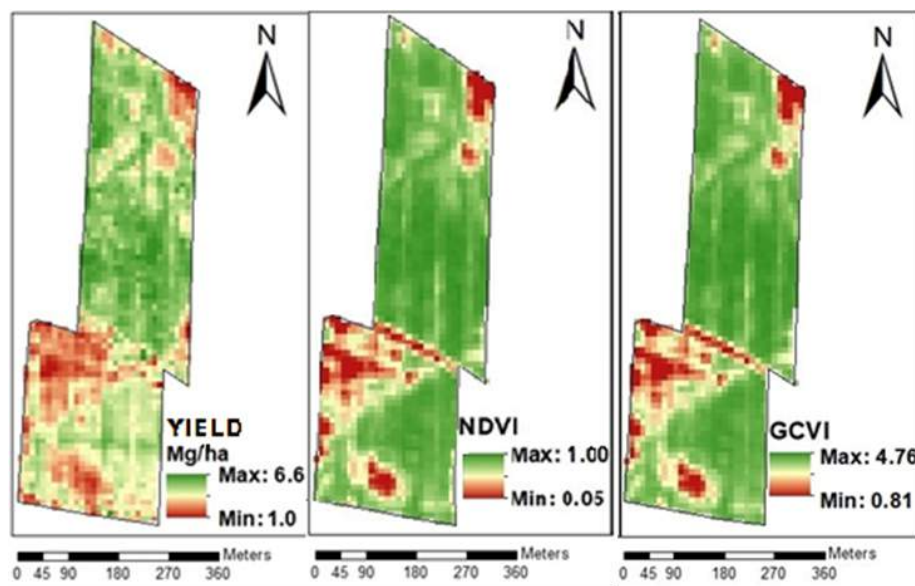 N
N
N
YIELD
Mg/ha
Max: 6.6
Min: 1.0
NDVI
Max: 1.00
Min: 0.05
GCVI
Max: 4.76
Min: 0.81
Meters
0 45 90 180 270 360
Meters
0 45 90 180 270 360
Meters
0 45 90 180 270 360